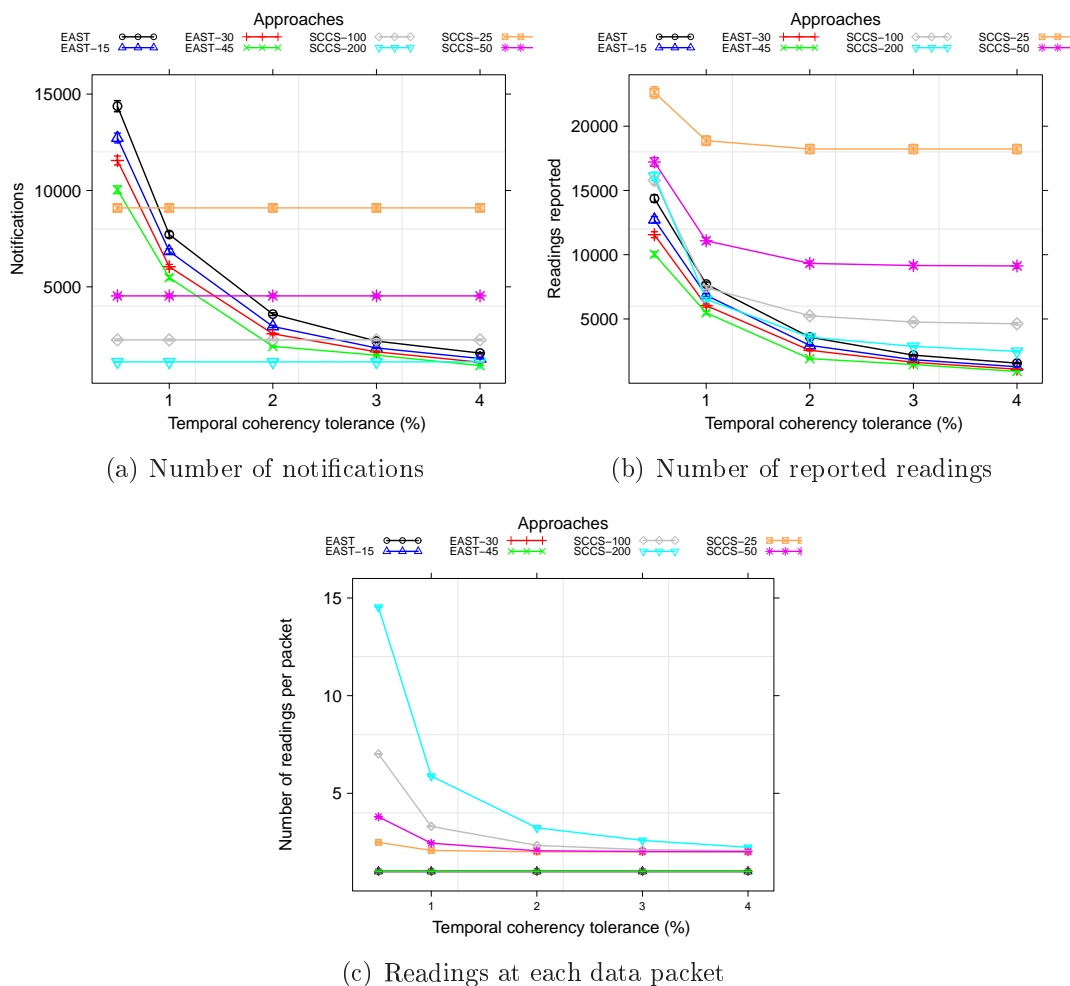 Approaches
EAST EAST−30 SCCS−100 SCCS−25
EAST−15 EAST−45 SCCS−200 SCCS−50
15000
10000
5000
Notifications
1 2 3 4
Temporal coherency tolerance (%)
(a) Number of notifications
Approaches
EAST EAST−30 SCCS−100 SCCS−25
EAST−15 EAST−45 SCCS−200 SCCS−50
20000
15000
10000
5000
Readings reported
1 2 3 4
Temporal coherency tolerance (%)
(b) Number of reported readings
Approaches
EAST EAST−30 SCCS−100 SCCS−25
EAST−15 EAST−45 SCCS−200 SCCS−50
15
10
5
Number of readings per packet
1 2 3 4
Temporal coherency tolerance (%)
(c) Readings at each data packet